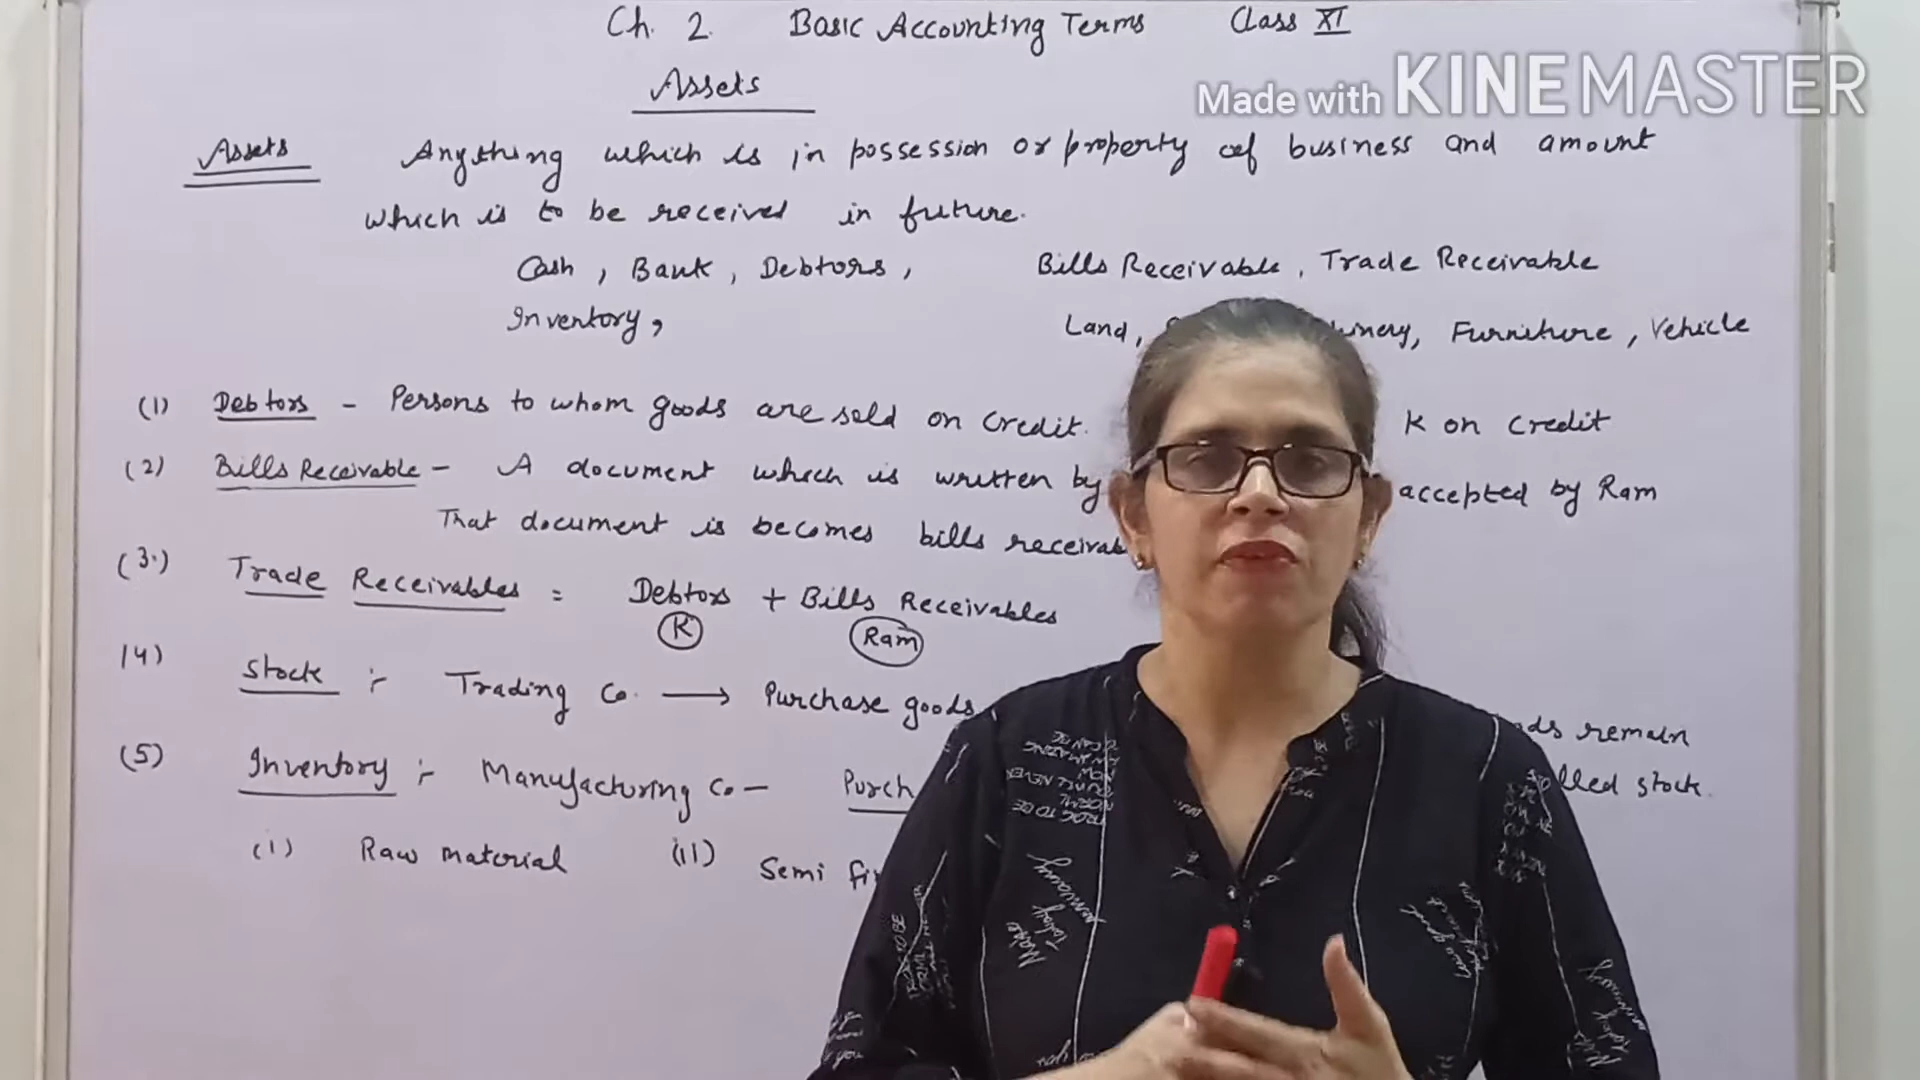 Ch. 2. Basic Accounting Terms Class XI
Made with KINEMASTER
Assets
Assets Anything which is in possession or property of business and amount
which is to be received in future.
Cash, Bank, Debtors, Bills Receivable, Trade Receivable
Inventory, Land, Furniture, Vehicle
(1) Debtors - Persons to whom goods are sold on credit. K on credit
(2) Bills Receivable - A document which is written by accepted by Ram
That document is becomes bills
(3.) Trade Receivables = Debtors + Bills Receivables
K Ram
(4) Stock :- Trading Co. → Purchase goods remain
(5) Inventory :- Manufacturing Co - stock.
(i) Raw material (ii) Semi